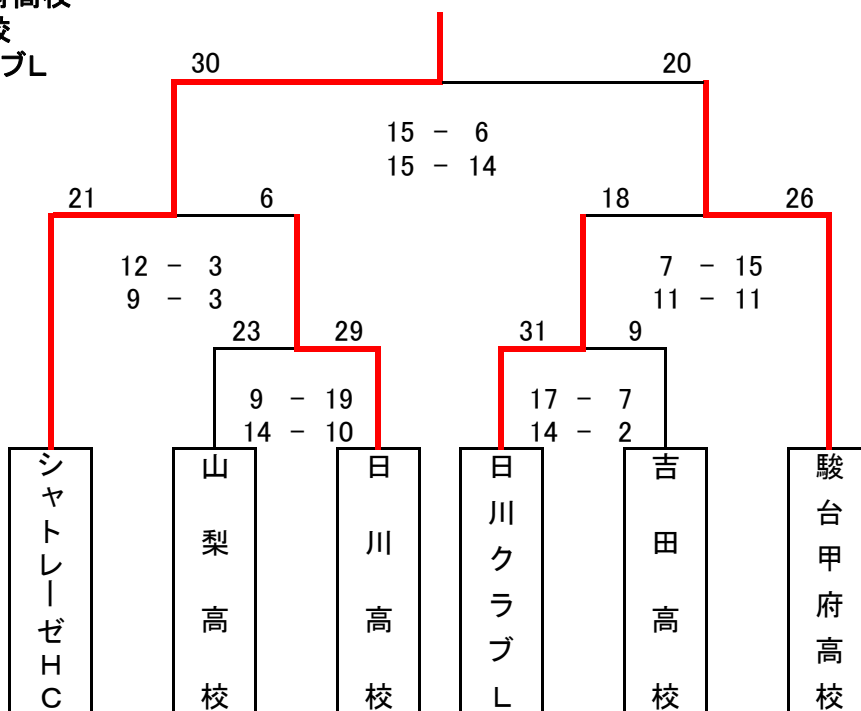 校
ブL
30 20
15 - 6
15 - 14
21 6 18 26
12 - 3 7 - 15
9 - 3 11 - 11
23 29 31 9
9 - 19 17 - 7
14 - 10 14 - 2
シャトレーゼHC
山梨高校
日川高校
日川クラブL
吉田高校
駿台甲府高校